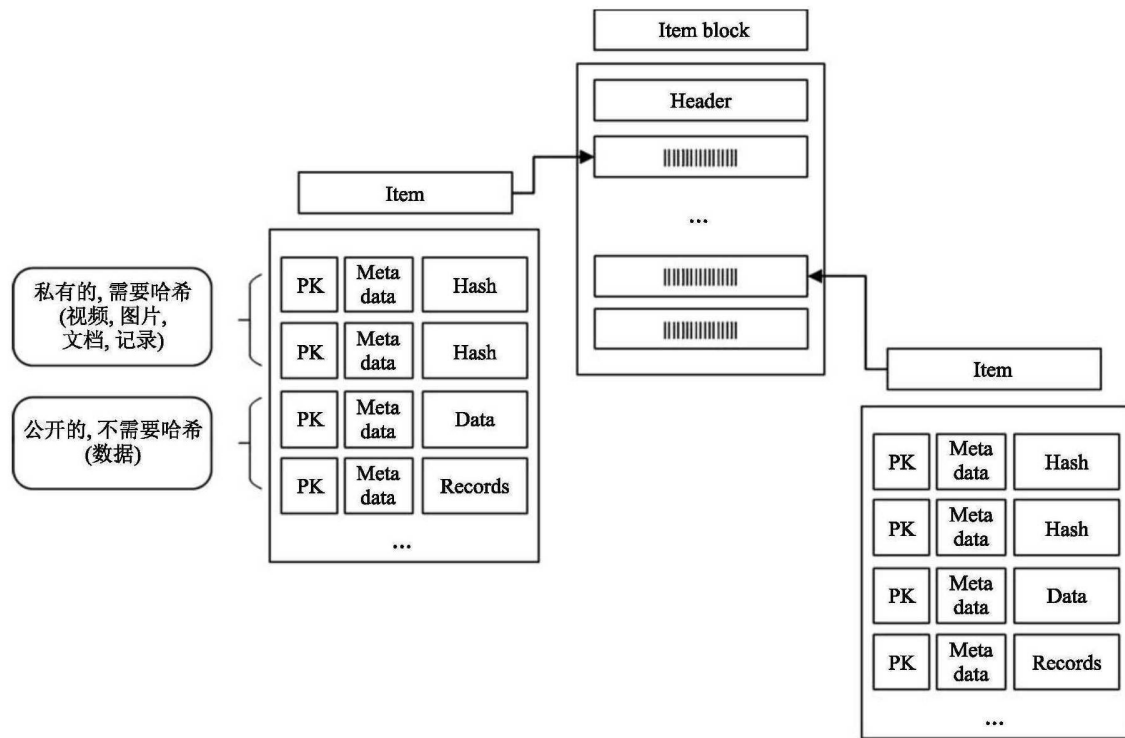 Item block
Header
...
Item
PK
Meta
data
Hash
PK
Meta
data
Hash
PK
Meta
data
Data
PK
Meta
data
Records
...
私有的, 需要哈希
(视频, 图片,
文档, 记录)
公开的, 不需要哈希
(数据)
Item
PK
Meta
data
Hash
PK
Meta
data
Hash
PK
Meta
data
Data
PK
Meta
data
Records
...